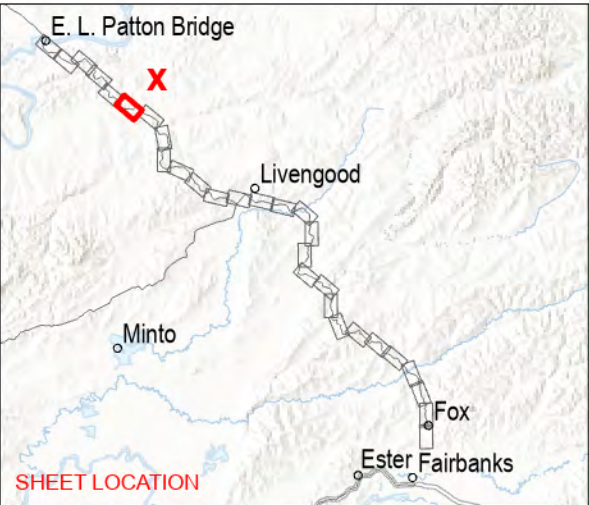 E. L. Patton Bridge
X
Livengood
Minto
Fox
Ester Fairbanks
SHEET LOCATION